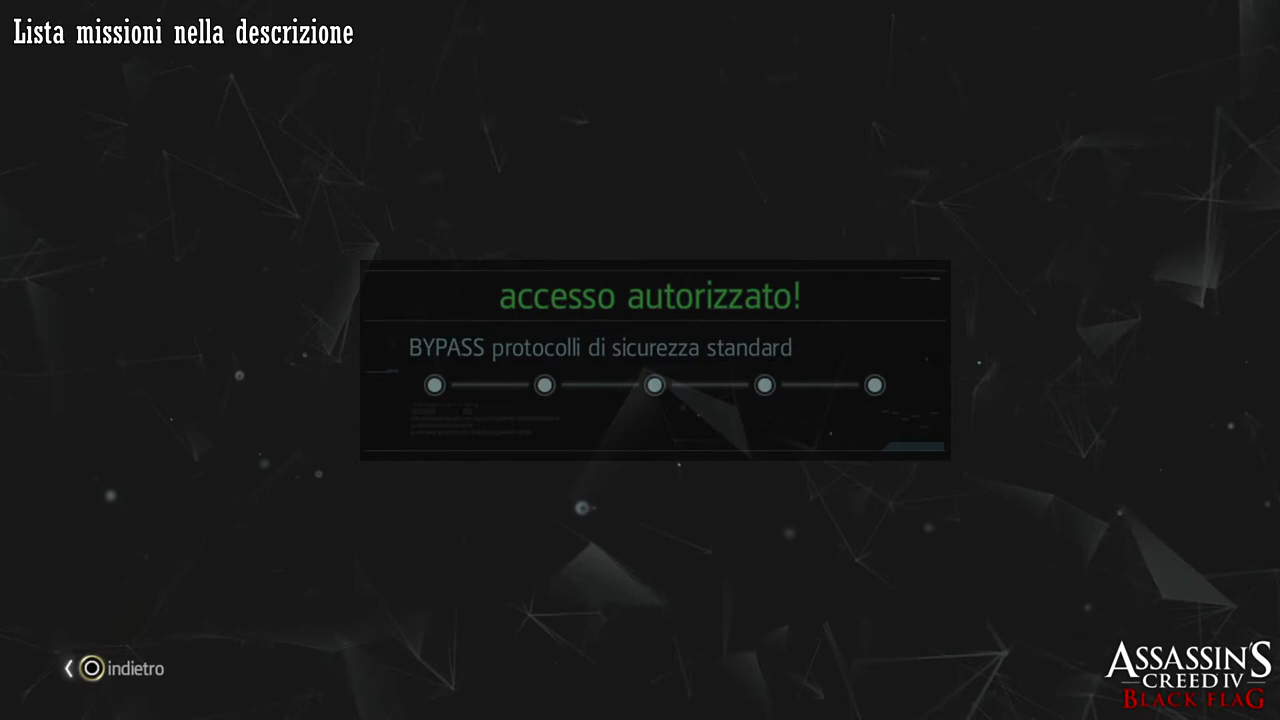 Lista missioni nella descrizione
accesso autorizzato!
BYPASS protocolli di sicurezza standard
indietro
ASSASSIN'S
CREED IV
BLACK FLAG